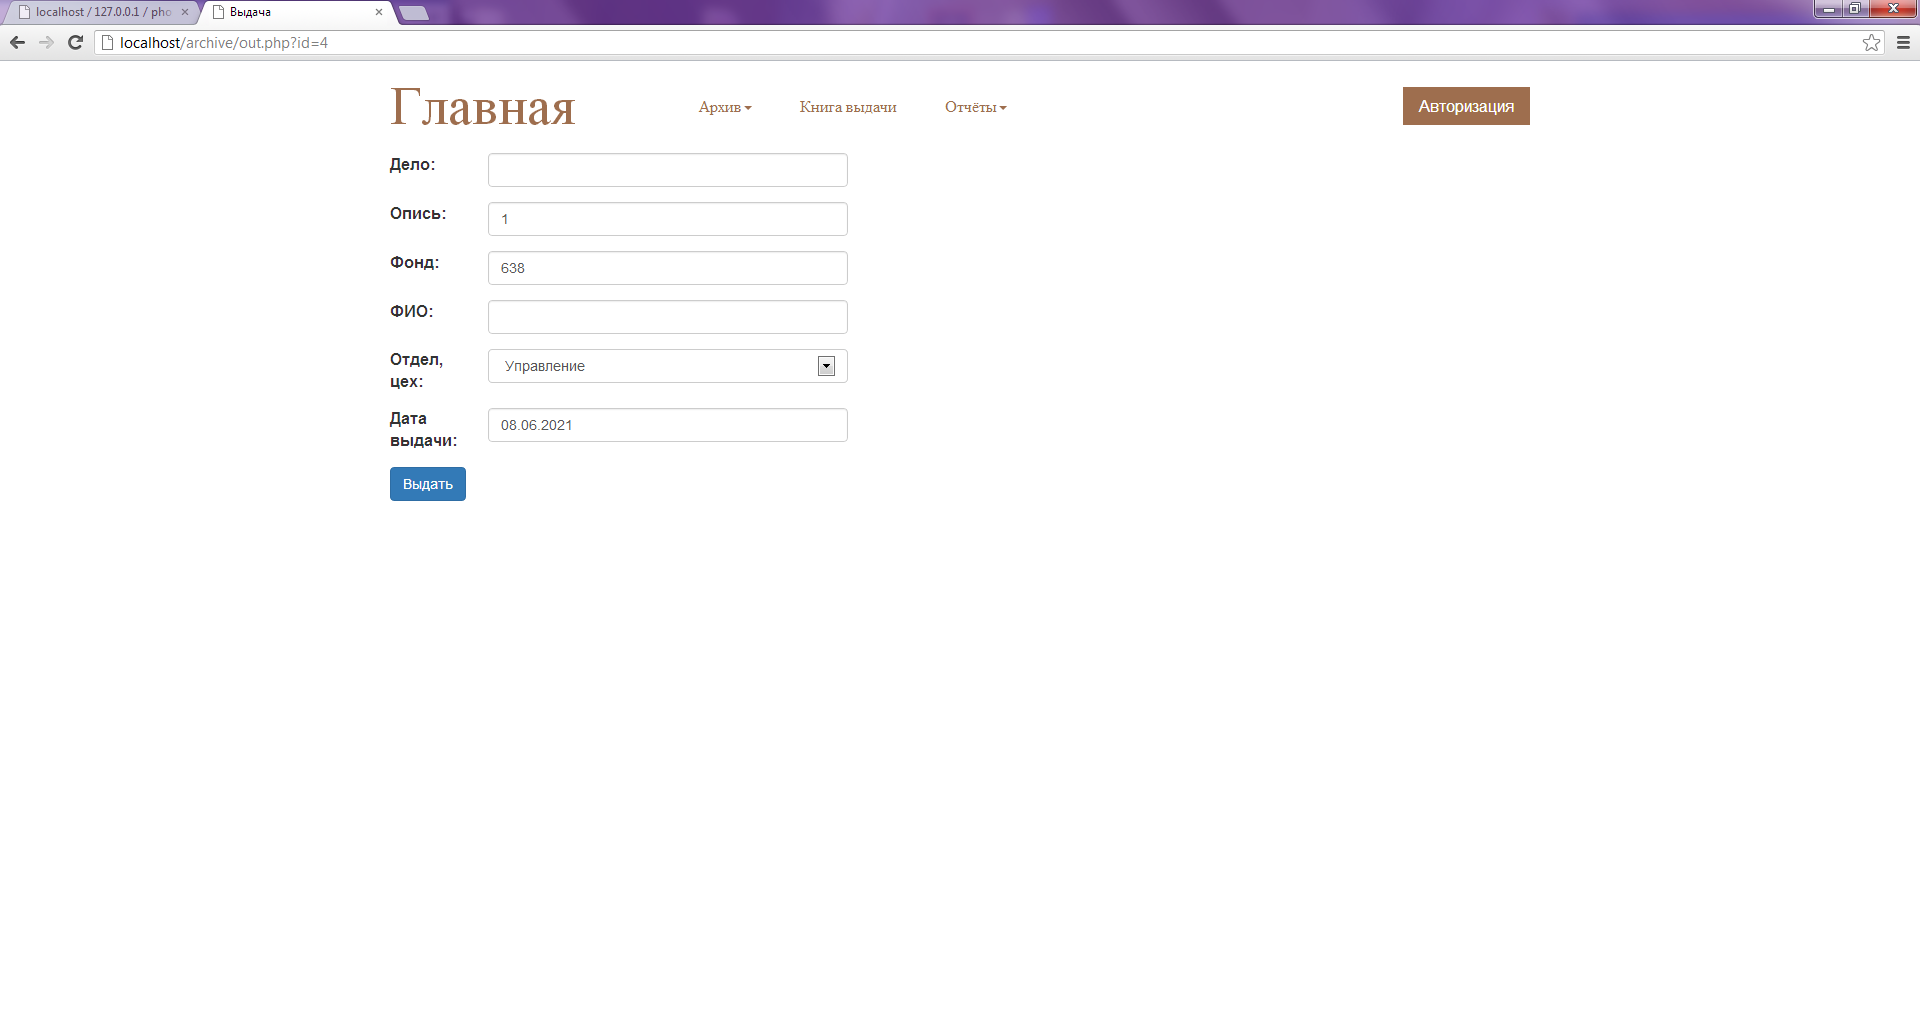 localhost / 127.0.0.1 / pho
Выдача
localhost/archive/out.php?id=4
Главная
Архив
Книга выдачи
Отчёты
Авторизация
Дело:
Опись:
1
Фонд:
638
ФИО:
Отдел,
цех:
Управление
Дата
выдачи:
08.06.2021
Выдать